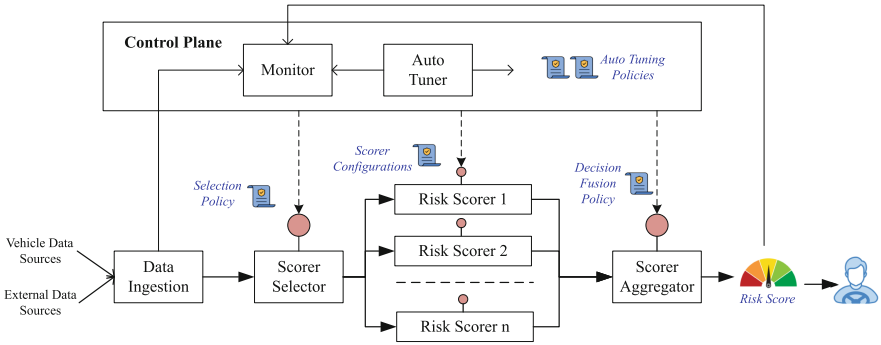 Control Plane
Monitor
Auto
Tuner
Auto Tuning
Policies
Scorer
Configurations
Selection
Policy
Decision
Fusion
Policy
Risk Scorer 1
Vehicle Data
Sources
Risk Scorer 2
Data
Ingestion
Scorer
Selector
Scorer
Aggregator
External Data
Sources
Risk Score
Risk Scorer n